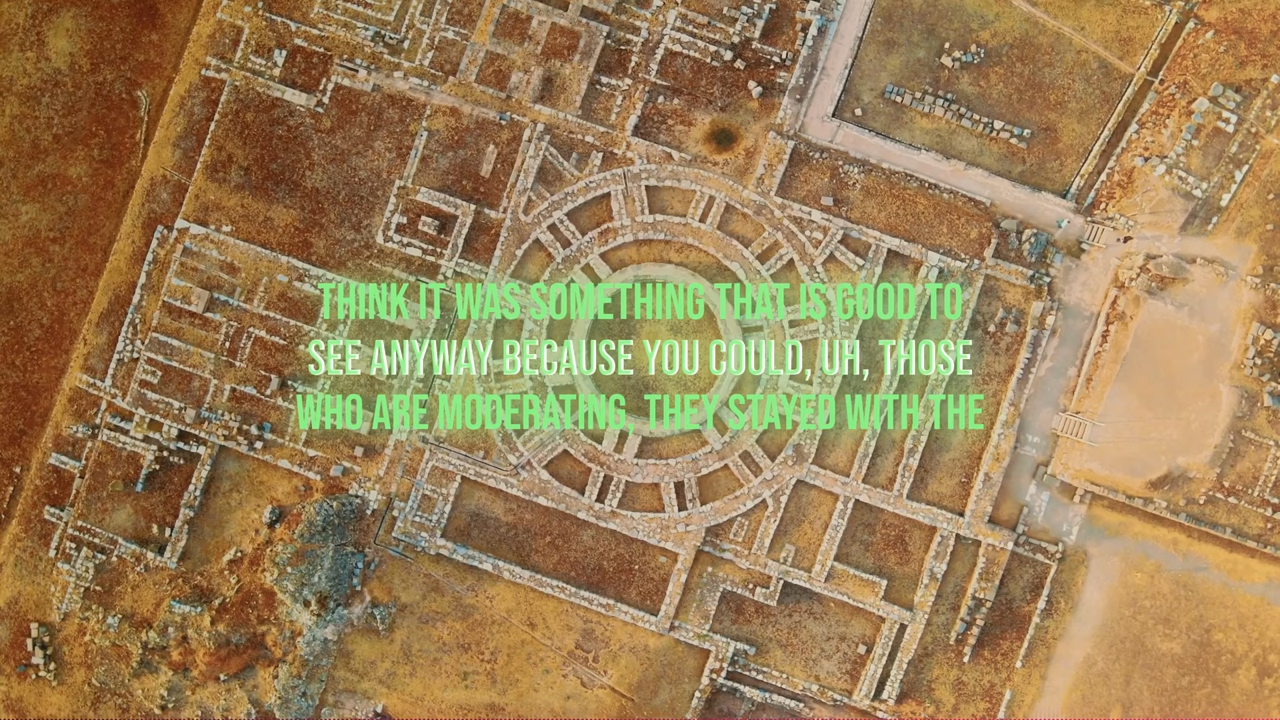 THINK IT WAS SOMETHING THAT IS GOOD TO
SEE ANYWAY BECAUSE YOU COULD, UH, THOSE
WHO ARE MODERATING, THEY STAYED WITH THE